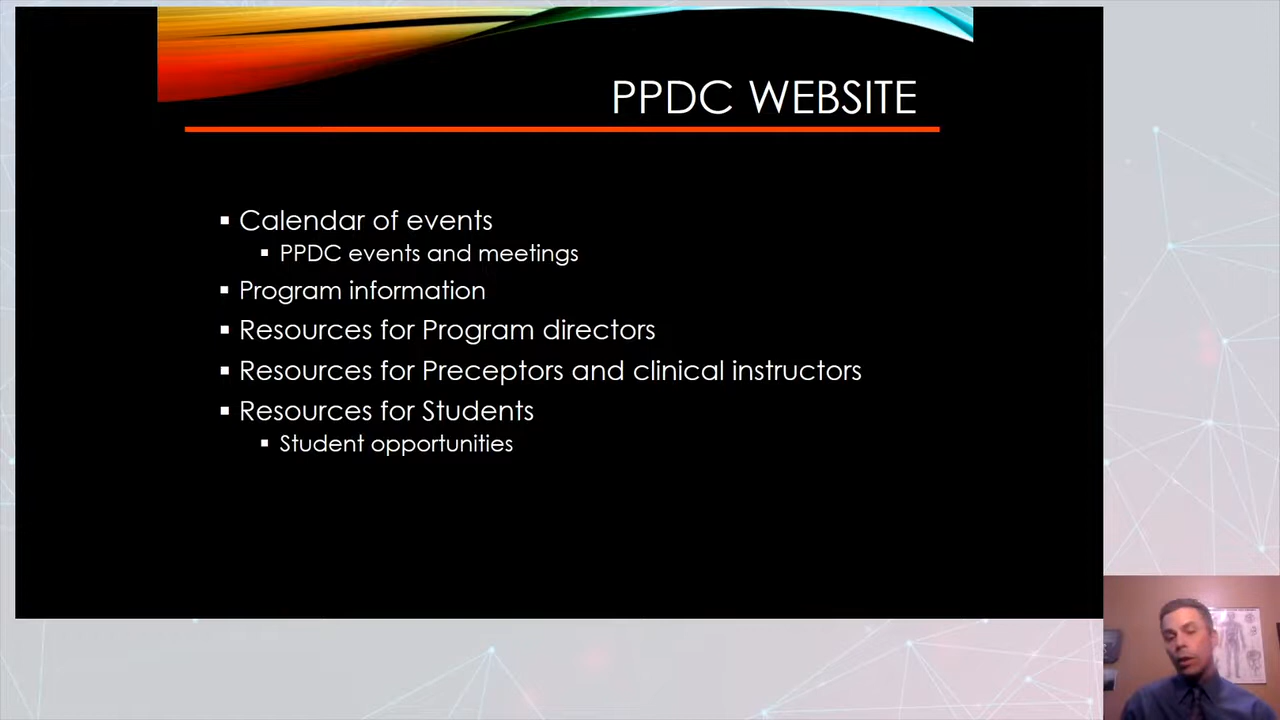 PPDC WEBSITE
▪ Calendar of events
▪ PPDC events and meetings
▪ Program information
▪ Resources for Program directors
▪ Resources for Preceptors and clinical instructors
▪ Resources for Students
▪ Student opportunities